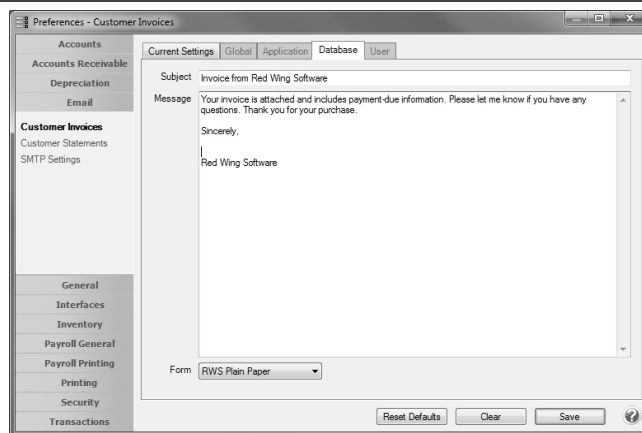 Preferences - Customer Invoices
Accounts
Accounts Receivable
Depreciation
Email
Customer Invoices
Customer Statements
SMTP Settings
General
Interfaces
Inventory
Payroll General
Payroll Printing
Printing
Security
Transactions
Current Settings Global Application Database User
Subject Invoice from Red Wing Software
Message Your invoice is attached and includes payment-due infomation. Please let me know if you have any
questions. Thank you for your purchase.
Sincerely,
Red Wing Software
Form RWS Plain Paper
Reset Defaults Clear Save ?